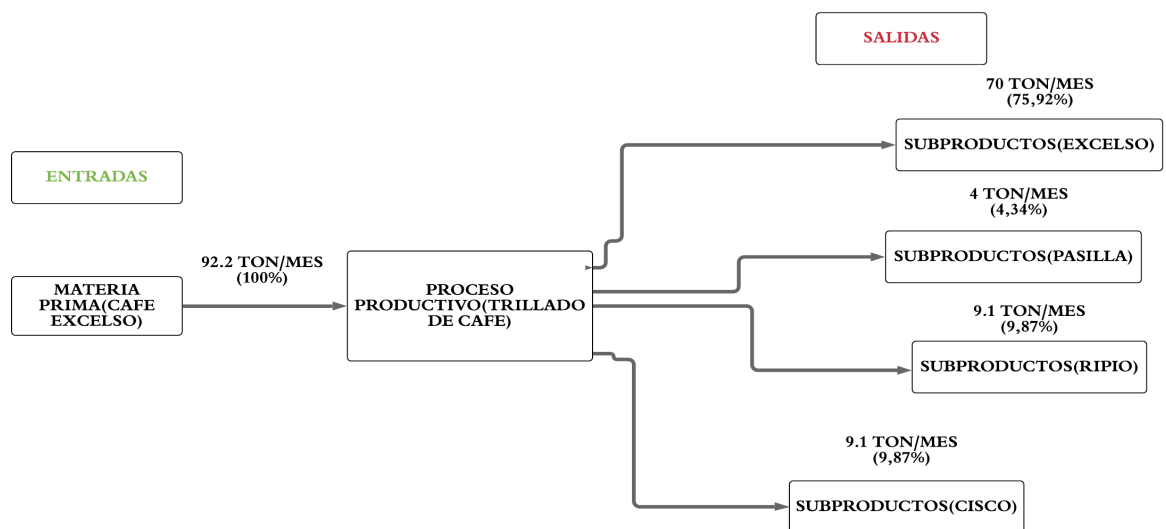 SALIDAS
70 TON/MES
(75,92%)
SUBPRODUCTOS(EXCELSO)
ENTRADAS
4 TON/MES
(4,34%)
SUBPRODUCTOS(PASILLA)
92.2 TON/MES
(100%)
MATERIA
PRIMA(CAFE
EXCELSO)
PROCESO
PRODUCTIVO(TRILLADO
DE CAFE)
9.1 TON/MES
(9,87%)
SUBPRODUCTOS(RIPIO)
9.1 TON/MES
(9,87%)
SUBPRODUCTOS(CISCO)